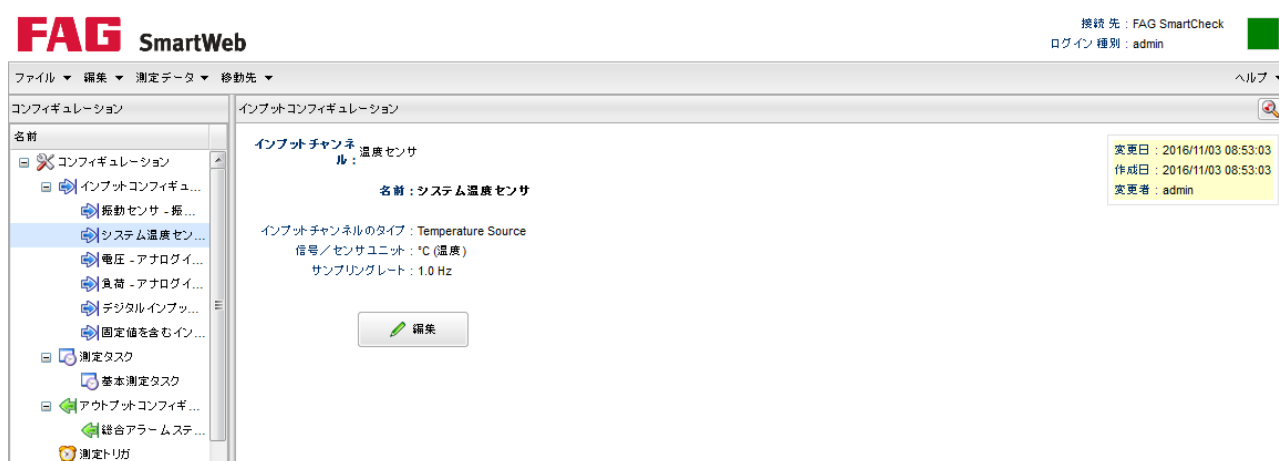 FAG SmartWeb
接続 先 : FAG SmartCheck
ログイン 種別 : admin
ファイル ▼ 編集 ▼ 測定データ ▼ 移動先 ▼
ヘルプ
コンフィギュレーション
インプットコンフィギュレーション
名前
コンフィギュレーション
インプットコンフィギュ...
振動センサ - 振...
システム温度セン...
電圧 - アナログイ...
負荷 - アナログイ...
デジタルインプッ...
固定値を含むイン...
測定タスク
基本測定タスク
アウトプットコンフィギ...
総合アラームステ...
測定トリガ
インプットチャンネ
ル : 温度センサ
名前 : システム温度センサ
インプットチャンネルのタイプ : Temperature Source
信号／センサユニット : °C (温度)
サンプリングレート : 1.0 Hz
編集
変更日 : 2016/11/03 08:53:03
作成日 : 2016/11/03 08:53:03
変更者 : admin